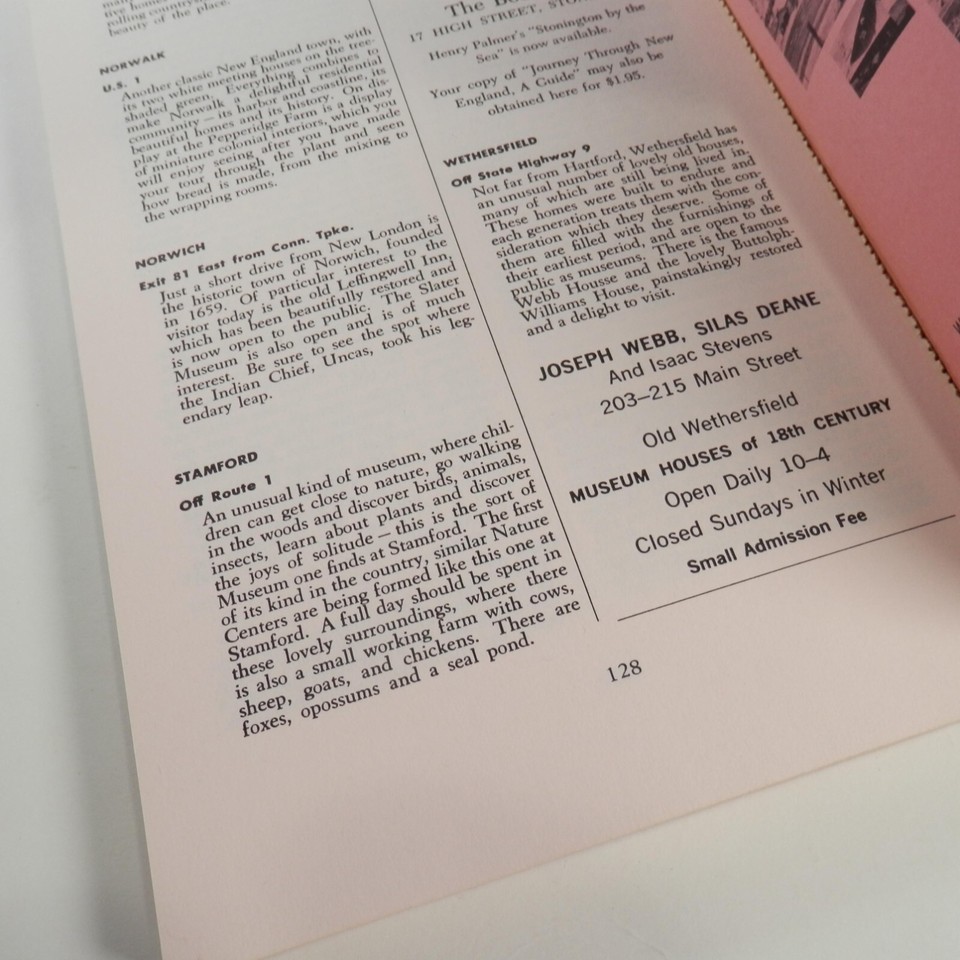 rolling country
beauty of the place.
NORWALK
U.S. 1
Another classic New England town, with
its two white meeting houses on the tree-
shaded green. Everything combines to
make Norwalk a delightful residential
community — its harbor and coastline, its
beautiful homes and its history. On dis-
play at the Pepperidge Farm is a display
of miniature colonial interiors, which you
will enjoy seeing after you have made
your tour through the plant and seen
how bread is made, from the mixing to
the wrapping rooms.
NORWICH
Exit 81 East from Conn. Tpke.
Just a short drive from New London is
the historic town of Norwich, founded
in 1659. Of particular interest to the
visitor today is the old Leffingwell Inn,
which has been beautifully restored and
is now open to the public. The Slater
Museum is also open and is of much
interest. Be sure to see the spot where
the Indian Chief, Uncas, took his leg-
endary leap.
STAMFORD
Off Route 1
An unusual kind of museum, where chil-
dren can get close to nature, go walking
in the woods and discover birds, animals,
insects, learn about plants and discover
the joys of solitude — this is the sort of
Museum one finds at Stamford. The first
of its kind in the country, similar Nature
Centers are being formed like this one at
Stamford. A full day should be spent in
these lovely surroundings, where there
is also a small working farm with cows,
sheep, goats, and chickens. There are
foxes, opossums and a seal pond.
The
17 HIGH STREET,
Henry Palmer's "Stonington by the
Sea" is now available.
Your copy of "Journey Through New
England, A Guide" may also be
obtained here for $1.95.
WETHERSFIELD
Off State Highway 9
Not far from Hartford, Wethersfield has
an unusual number of lovely old houses,
many of which are still being lived in.
These homes were built to endure and
each generation treats them with the con-
sideration which they deserve. Some of
them are filled with the furnishings of
their earliest period, and are open to the
public as museums. There is the famous
Webb Housse and the lovely Buttolph-
Williams House, painstakingly restored
and a delight to visit.
JOSEPH WEBB, SILAS DEANE
And Isaac Stevens
203–215 Main Street
Old Wethersfield
MUSEUM HOUSES of 18th CENTURY
Open Daily 10–4
Closed Sundays in Winter
Small Admission Fee
128